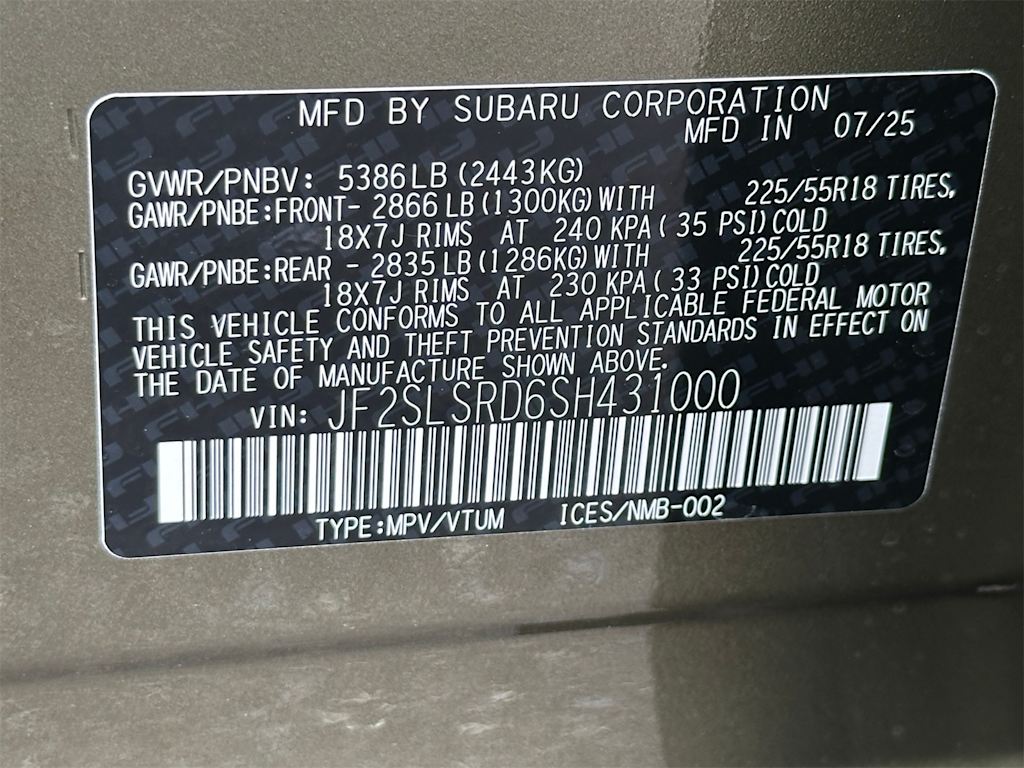 MFD BY SUBARU CORPORATION
MFD IN 07/25
GVWR/PNBV: 5386LB (2443KG)
GAWR/PNBE:FRONT- 2866 LB (1300KG) WITH 225/55R18 TIRES,
18X7J RIMS AT 240 KPA ( 35 PSI) COLD
GAWR/PNBE:REAR - 2835 LB (1286KG) WITH 225/55R18 TIRES,
18X7J RIMS AT 230 KPA ( 33 PSI) COLD
THIS VEHICLE CONFORMS TO ALL APPLICABLE FEDERAL MOTOR
VEHICLE SAFETY AND THEFT PREVENTION STANDARDS IN EFFECT ON
THE DATE OF MANUFACTURE SHOWN ABOVE.
VIN: JF2SLSRD6SH431000
TYPE:MPV/VTUM ICES/NMB-002